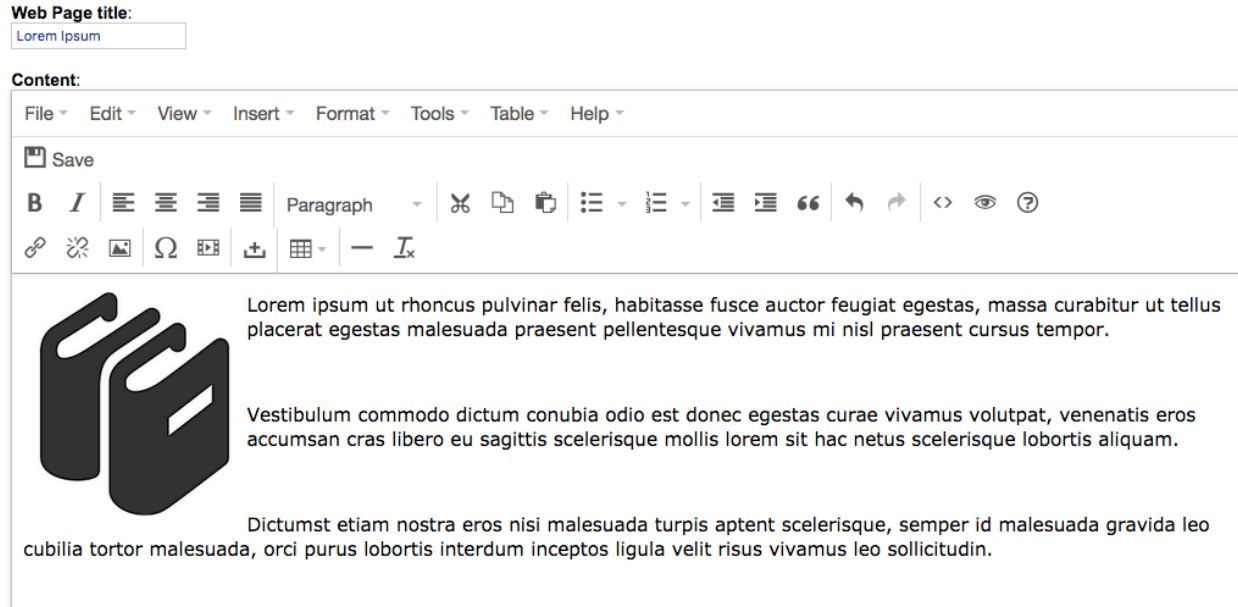 Web Page title:
Lorem Ipsum
Content:
File Edit View Insert Format Tools Table Help
Save
B I Paragraph
Lorem ipsum ut rhoncus pulvinar felis, habitasse fusce auctor feugiat egestas, massa curabitur ut tellus
placerat egestas malesuada praesent pellentesque vivamus mi nisl praesent cursus tempor.
Vestibulum commodo dictum conubia odio est donec egestas curae vivamus volutpat, venenatis eros
accumsan cras libero eu sagittis scelerisque mollis lorem sit hac netus scelerisque lobortis aliquam.
Dictumst etiam nostra eros nisi malesuada turpis aptent scelerisque, semper id malesuada gravida leo
cubilia tortor malesuada, orci purus lobortis interdum inceptos ligula velit risus vivamus leo sollicitudin.